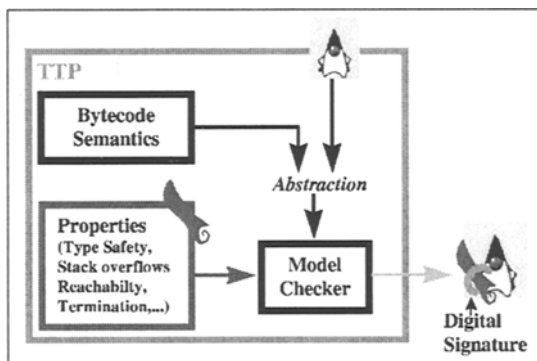 TTP
Bytecode
Semantics
Abstraction
Properties
(Type Safety,
Stack overflows
Reachabilty,
Termination,...)
Model
Checker
Digital
Signature